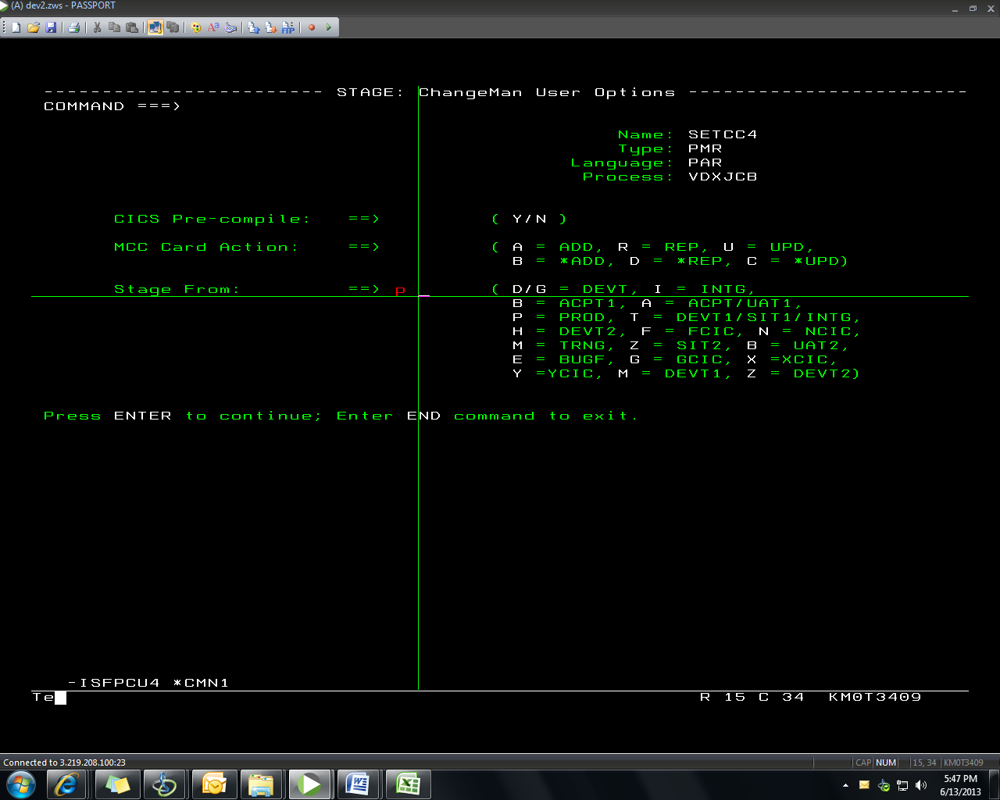 (A) dev2.zws - PASSPORT
------------------------ STAGE: ChangeMan User Options ------------------------
COMMAND ===>
Name: SETCC4
Type: PMR
Language: PAR
Process: VDXJCB
CICS Pre-compile: ==> ( Y/N )
MCC Card Action: ==> ( A = ADD, R = REP, U = UPD,
B = *ADD, D = *REP, C = *UPD)
Stage From: ==> p _ ( D/G = DEVT, I = INTG,
B = ACPT1, A = ACPT/UAT1,
P = PROD, T = DEVT1/SIT1/INTG,
H = DEVT2, F = FCIC, N = NCIC,
M = TRNG, Z = SIT2, B = UAT2,
E = BUGF, G = GCIC, X =XCIC,
Y =YCIC, M = DEVT1, Z = DEVT2)
Press ENTER to continue; Enter END command to exit.
-ISFPCU4 *CMN1
Te R 15 C 34 KM0T3409
Connected to 3.219.208.100:23 CAP NUM 15, 34 KM0T3409
5:47 PM
6/13/2013